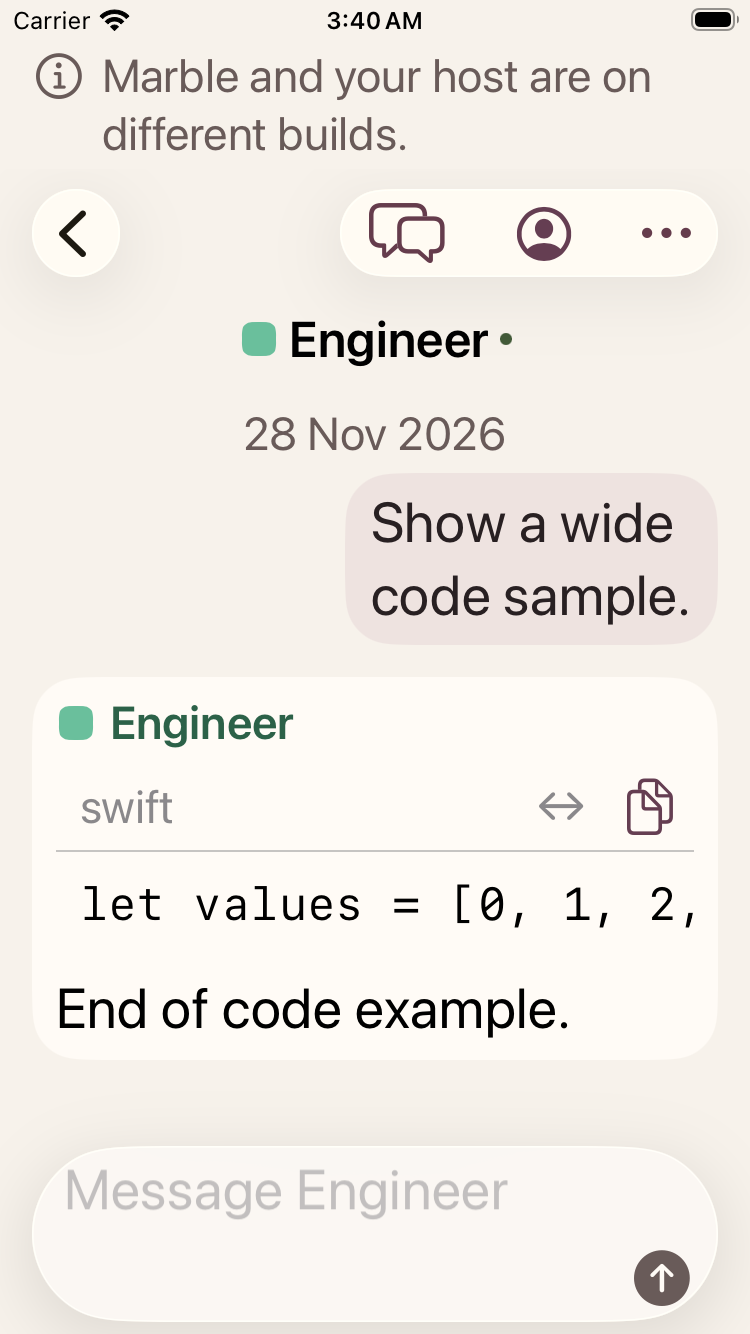 Carrier 3:40 AM
Marble and your host are on
different builds.
Engineer
28 Nov 2026
Show a wide
code sample.
Engineer
swift
let values = [0, 1, 2,
End of code example.
Message Engineer